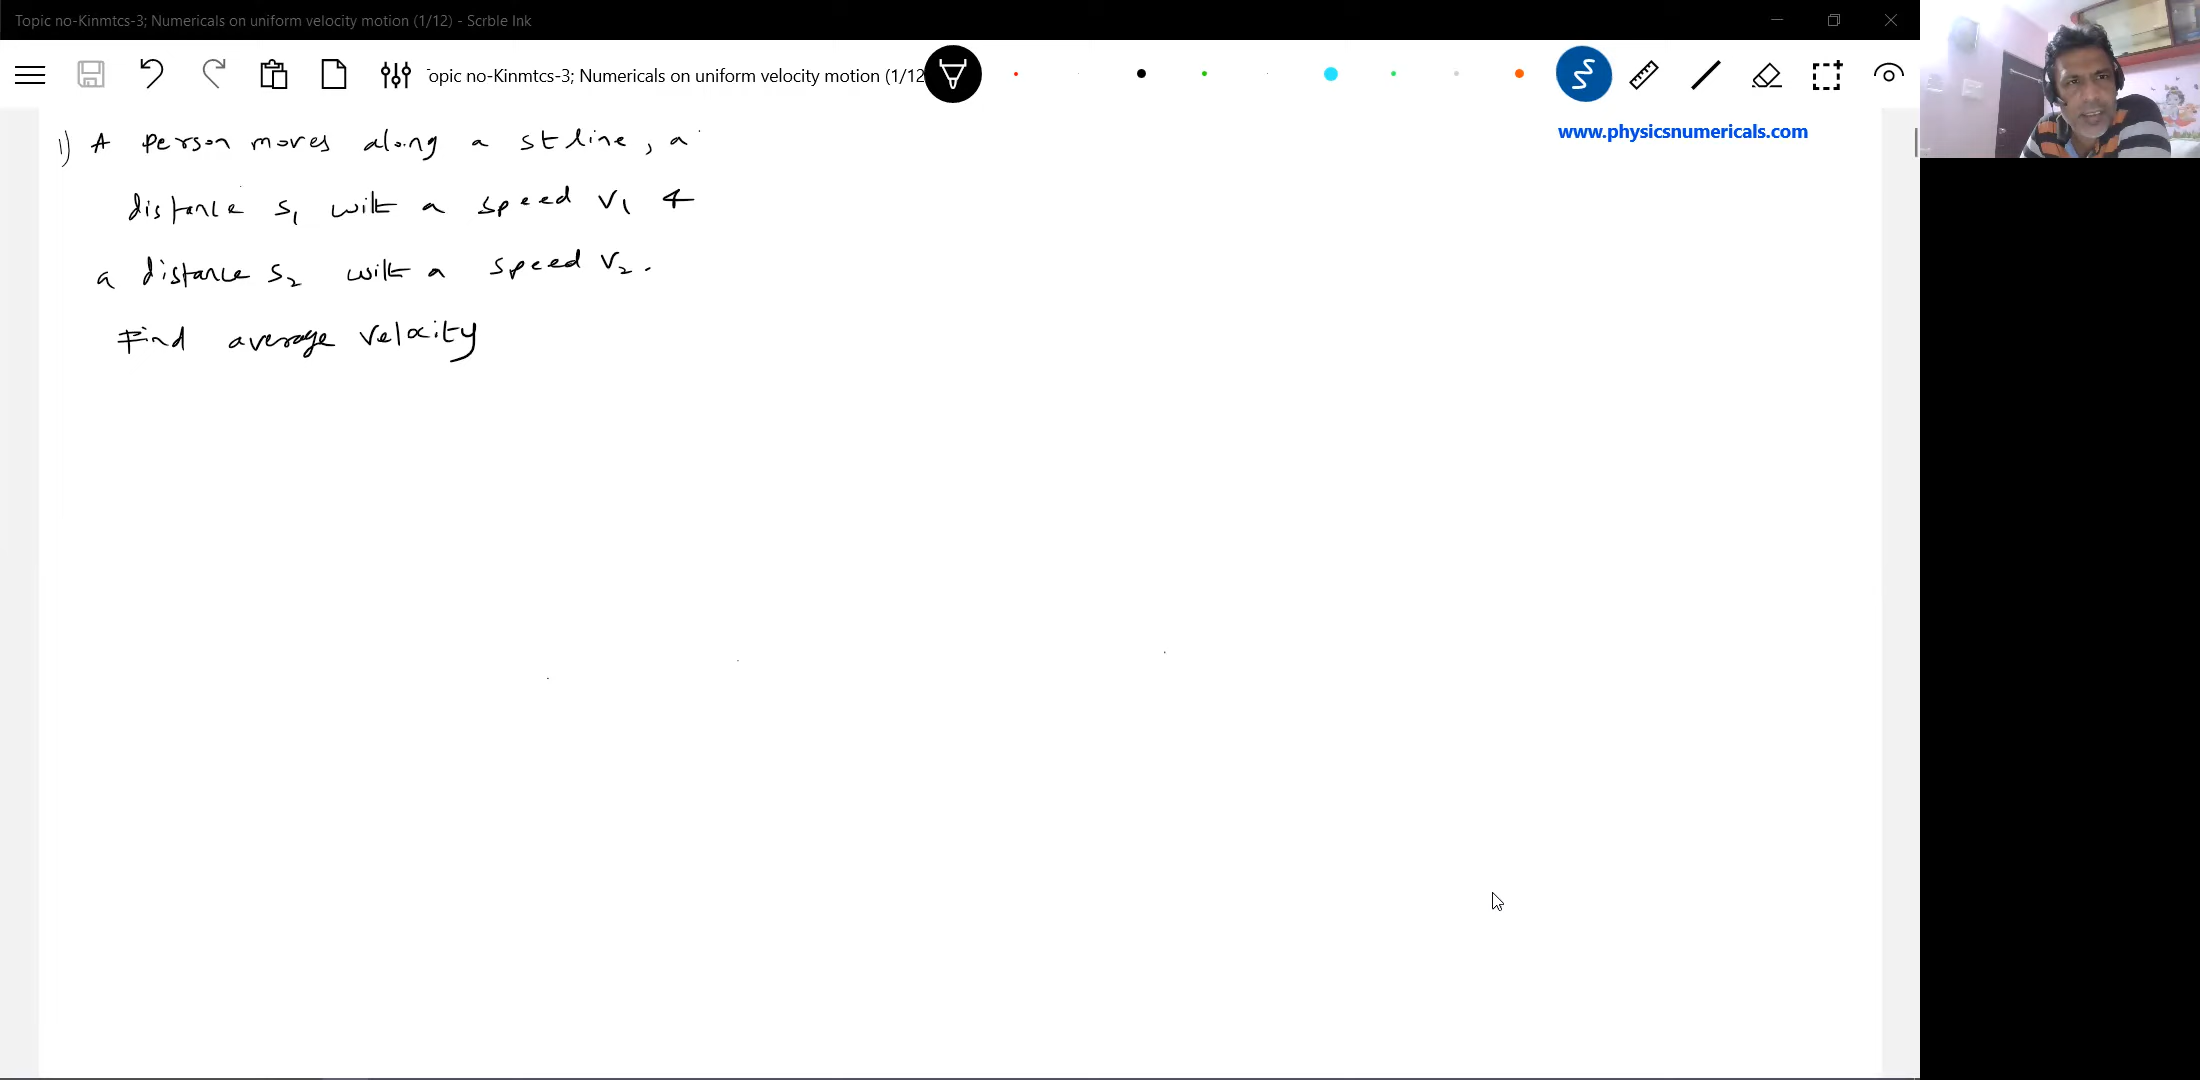 Topic no-Kinmtcs-3; Numericals on uniform velocity motion (1/12) - Scrble Ink
opic no-Kinmtcs-3; Numericals on uniform velocity motion (1/12
www.physicsnumericals.com
1) A person moves along a st line, a
distance s₁ with a speed v₁ &
a distance s₂ with a speed v₂.
Find average velocity